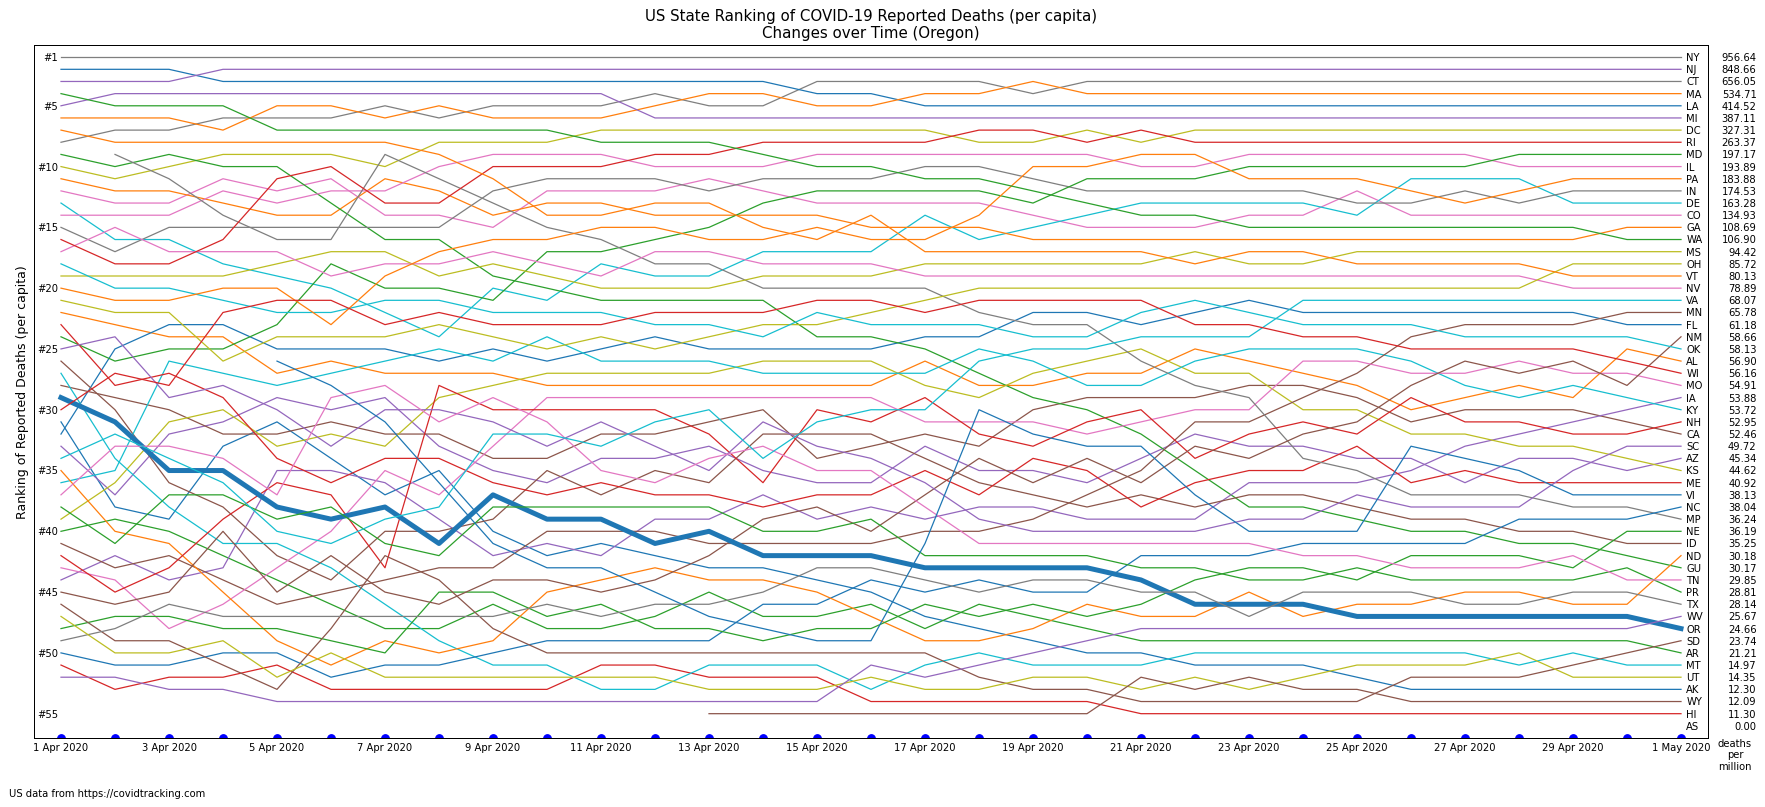 US State Ranking of COVID-19 Reported Deaths (per capita)
Changes over Time (Oregon)
Ranking of Reported Deaths (per capita)
#1
#5
#10
#15
#20
#25
#30
#35
#40
#45
#50
#55
NY 956.64
NJ 848.66
CT 656.05
MA 534.71
LA 414.52
MI 387.11
DC 327.31
RI 263.37
MD 197.17
IL 193.89
PA 183.88
IN 174.53
DE 163.28
CO 134.93
GA 108.69
WA 106.90
MS 94.42
OH 85.72
VT 80.13
NV 78.89
VA 68.07
MN 65.78
FL 61.18
NM 58.66
OK 58.13
AL 56.90
WI 56.16
MO 54.91
IA 53.88
KY 53.72
NH 52.95
CA 52.46
SC 49.72
AZ 45.34
KS 44.62
ME 40.92
VI 38.13
NC 38.04
MP 36.24
NE 36.19
ID 35.25
ND 30.18
GU 30.17
TN 29.85
PR 28.81
TX 28.14
WV 25.67
OR 24.66
SD 23.74
AR 21.21
MT 14.97
UT 14.35
AK 12.30
WY 12.09
HI 11.30
AS 0.00
1 Apr 2020 3 Apr 2020 5 Apr 2020 7 Apr 2020 9 Apr 2020 11 Apr 2020 13 Apr 2020 15 Apr 2020 17 Apr 2020 19 Apr 2020 21 Apr 2020 23 Apr 2020 25 Apr 2020 27 Apr 2020 29 Apr 2020 1 May 2020
deaths
per
million
US data from https://covidtracking.com